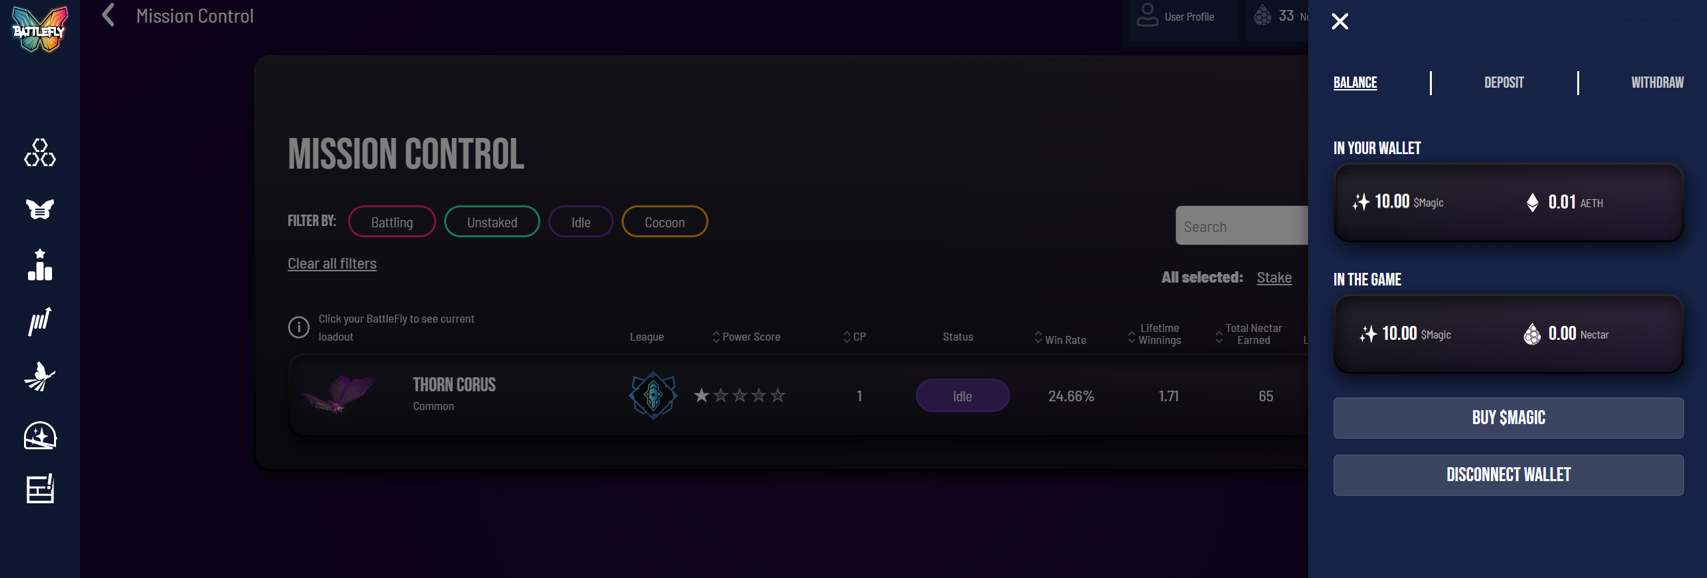 BATTLEFLY
Mission Control
User Profile
33
MISSION CONTROL
FILTER BY: Battling Unstaked Idle Cocoon
Clear all filters
Search
All selected: Stake
Click your BattleFly to see current
loadout
League Power Score CP Status Win Rate Lifetime Winnings Total Nectar Earned
THORN CORUS
Common
1 Idle 24.66% 1.71 65
BALANCE DEPOSIT WITHDRAW
IN YOUR WALLET
10.00 $Magic 0.01 AETH
IN THE GAME
10.00 $Magic 0.00 Nectar
BUY $MAGIC
DISCONNECT WALLET